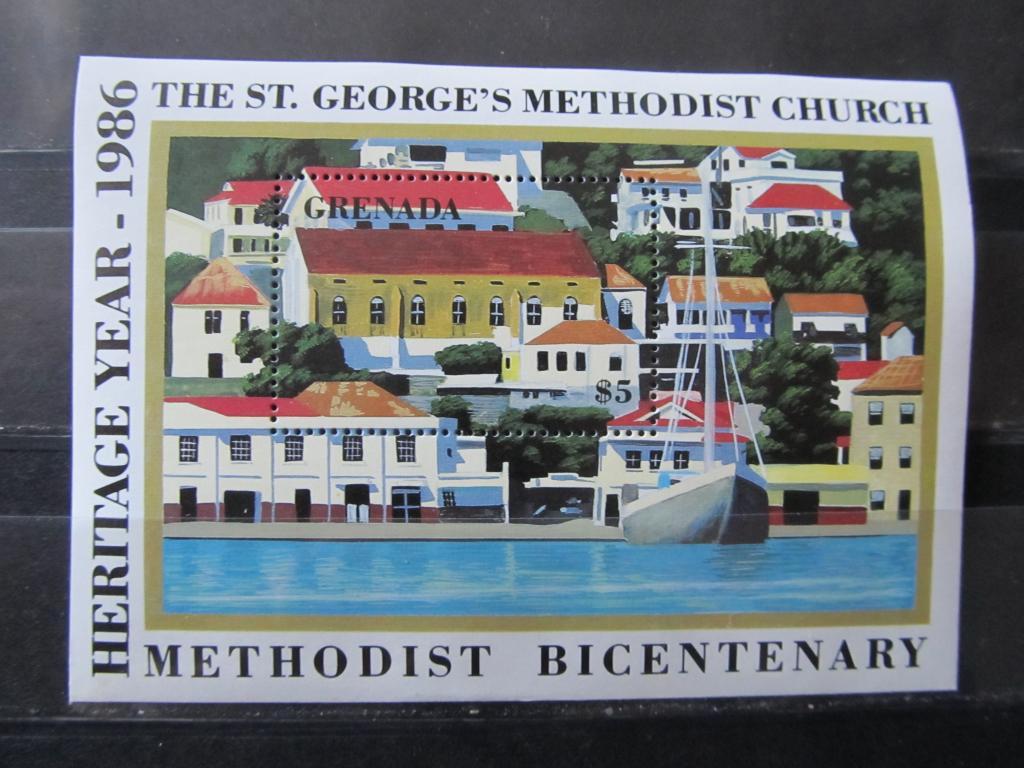 THE ST. GEORGE'S METHODIST CHURCH
HERITAGE YEAR - 1986
GRENADA
$5
METHODIST BICENTENARY